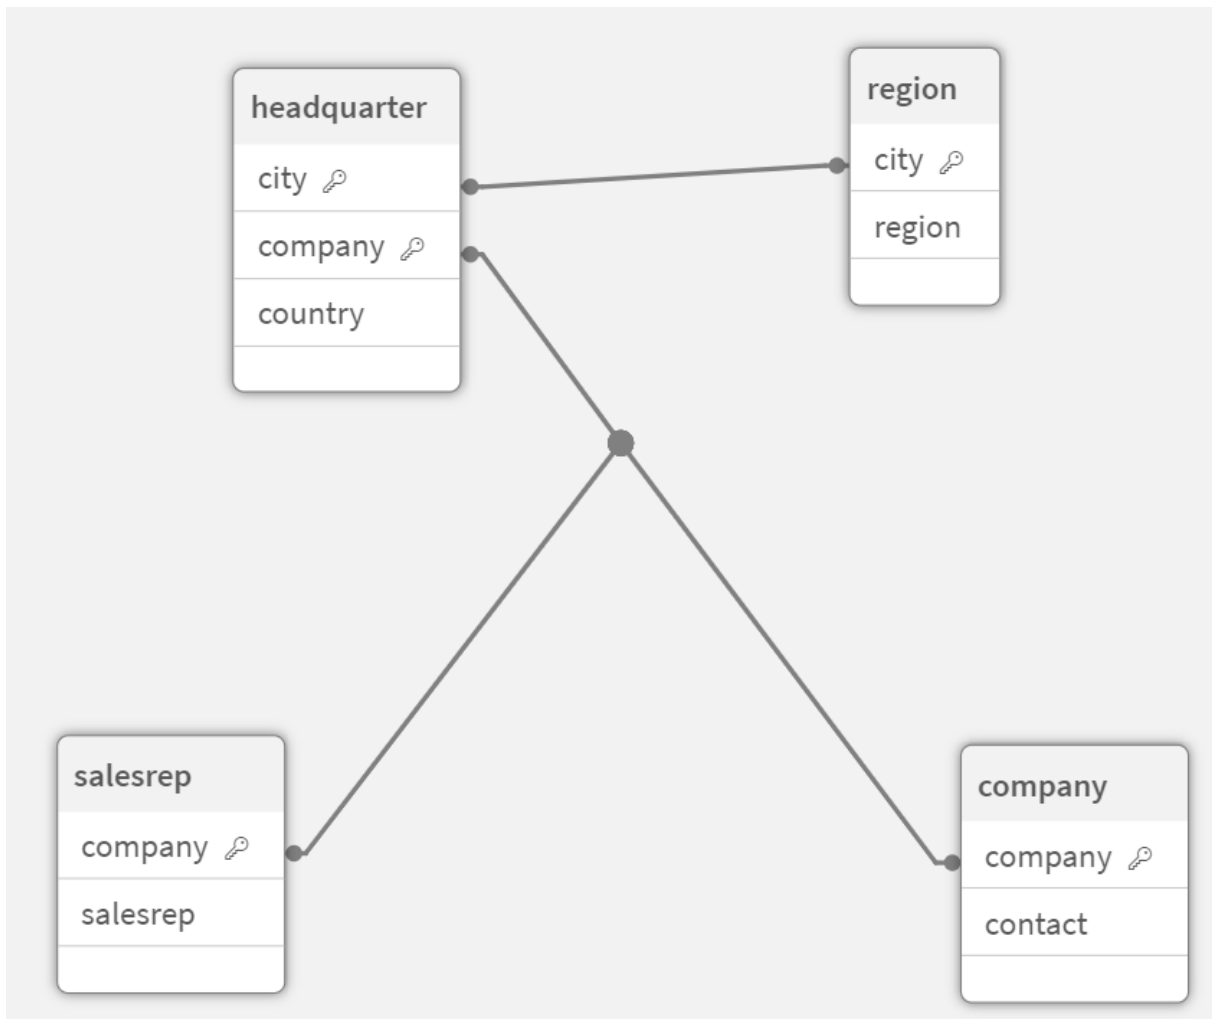 headquarter
city
company
country
region
city
region
salesrep
company
salesrep
company
company
contact